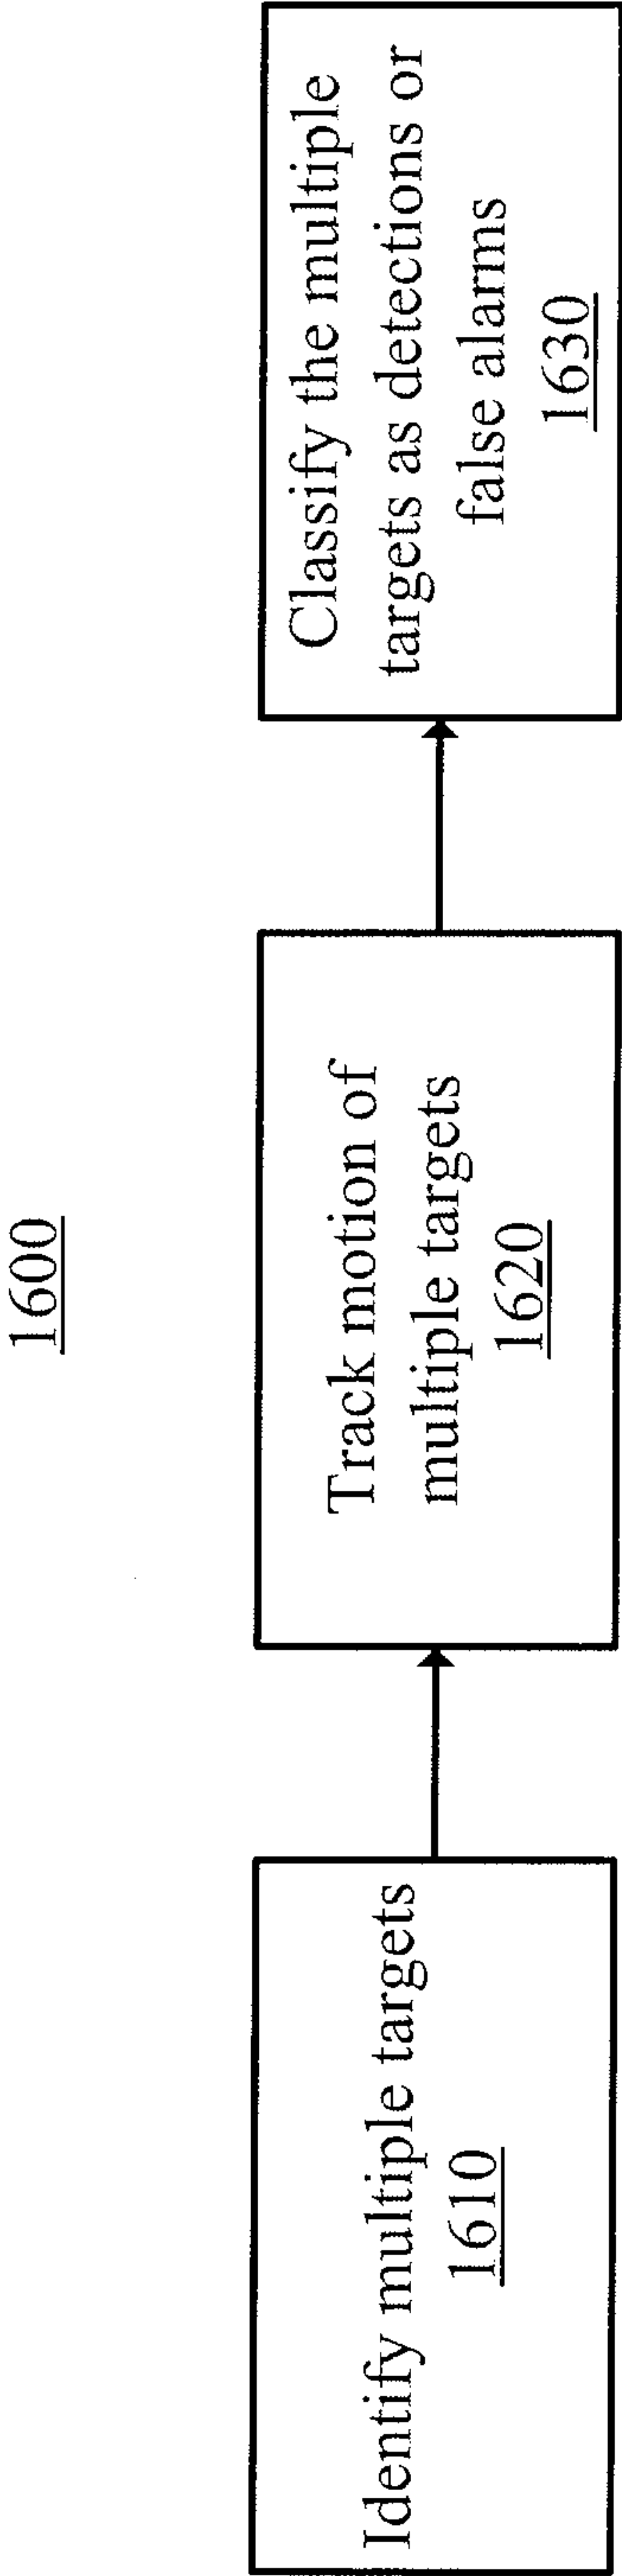 1600
Identify multiple targets
1610
Track motion of
multiple targets
1620
Classify the multiple
targets as detections or
false alarms
1630